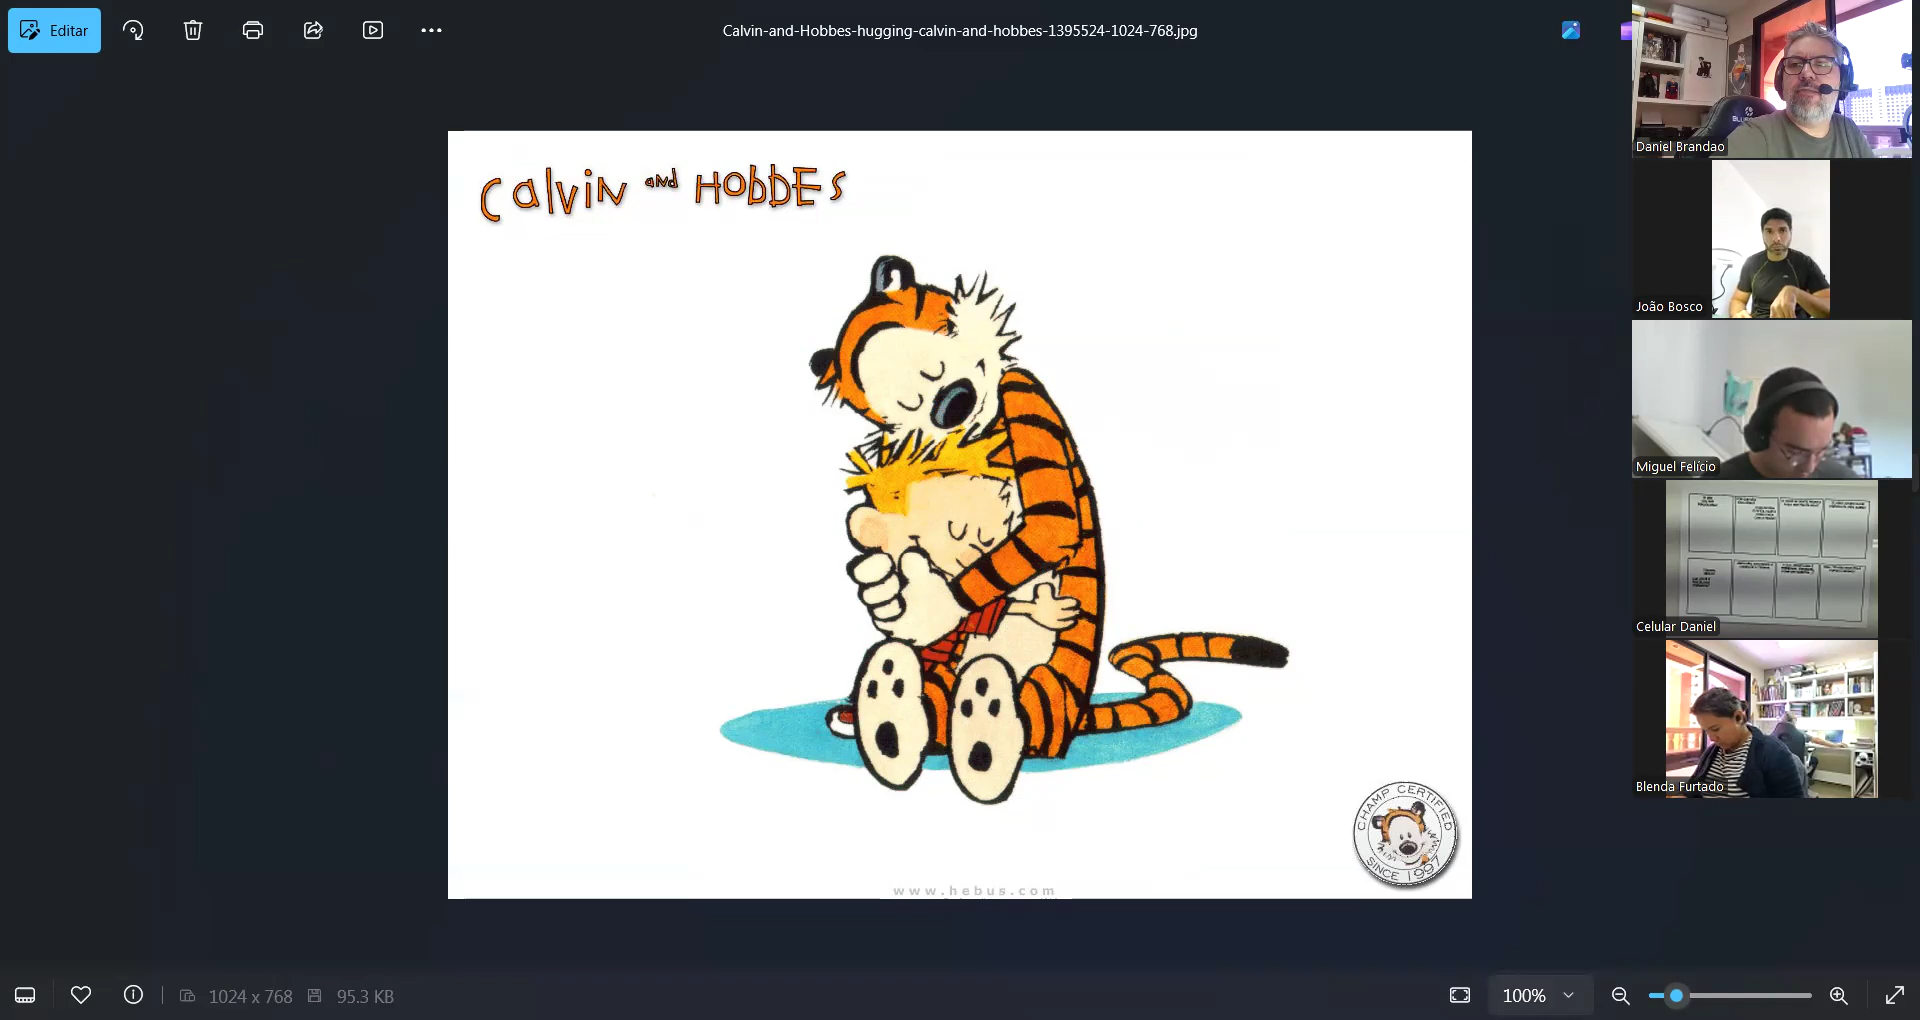 Editar
Calvin-and-Hobbes-hugging-calvin-and-hobbes-1395524-1024-768.jpg
CalviN and HObbES
CHAMP CERTIFIED
SINCE 1997
www.hebus.com
1024 x 768
95.3 KB
100%
Daniel Brandao
João Bosco
Miguel Felício
Celular Daniel
Blenda Furtado